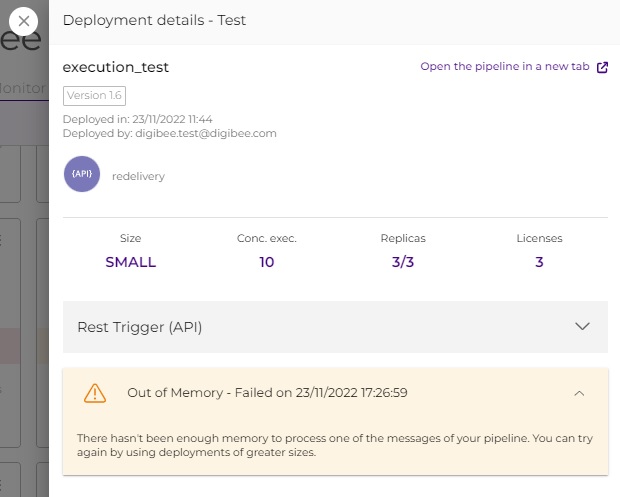 Deployment details - Test
ee
bee
onitor
execution_test
Open the pipeline in a new tab
Version 1.6
Deployed in: 23/11/2022 11:44
Deployed by: digibee.test@digibee.com
{API}
redelivery
Size
Conc. exec.
Replicas
Licenses
SMALL
10
3/3
3
Rest Trigger (API)
Out of Memory - Failed on 23/11/2022 17:26:59
There hasn't been enough memory to process one of the messages of your pipeline. You can try
again by using deployments of greater sizes.